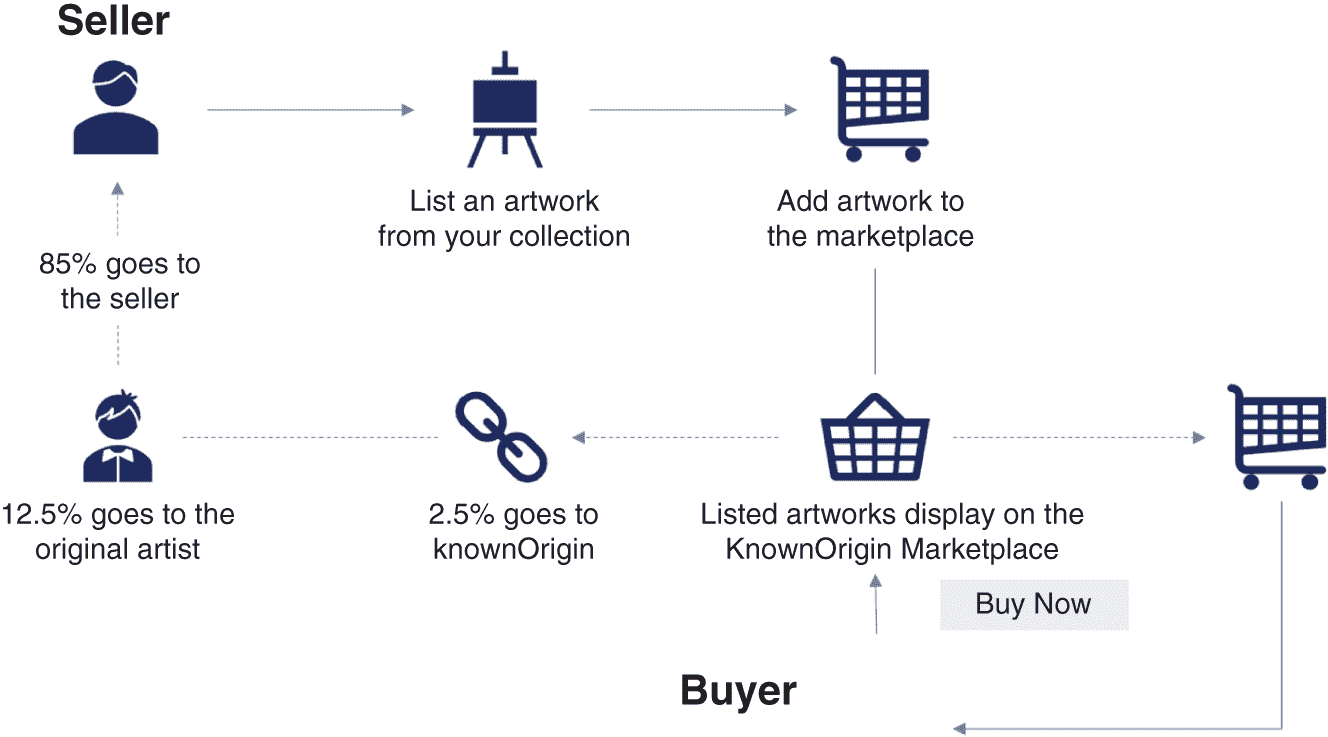 Seller
List an artwork
from your collection
Add artwork to
the marketplace
85% goes to
the seller
12.5% goes to the
original artist
2.5% goes to
knownOrigin
Listed artworks display on the
KnownOrigin Marketplace
Buy Now
Buyer